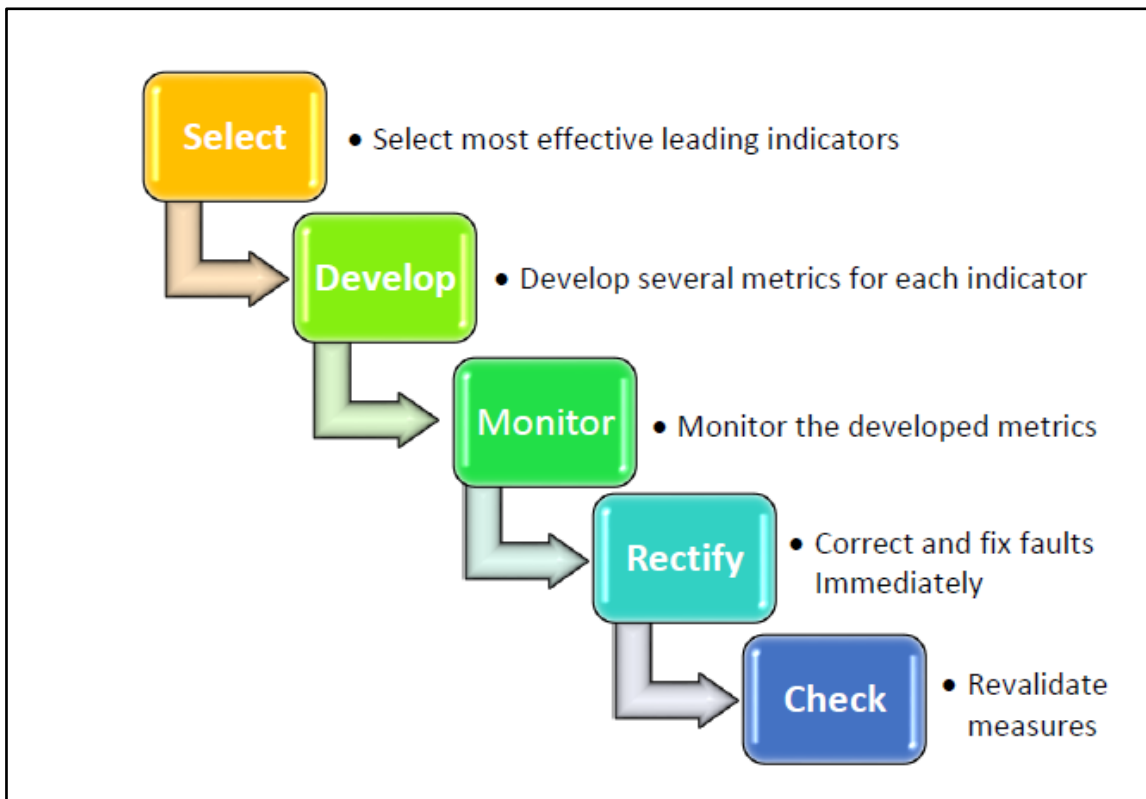 Select
• Select most effective leading indicators
Develop
• Develop several metrics for each indicator
Monitor
• Monitor the developed metrics
Rectify
• Correct and fix faults
Immediately
Check
• Revalidate
measures